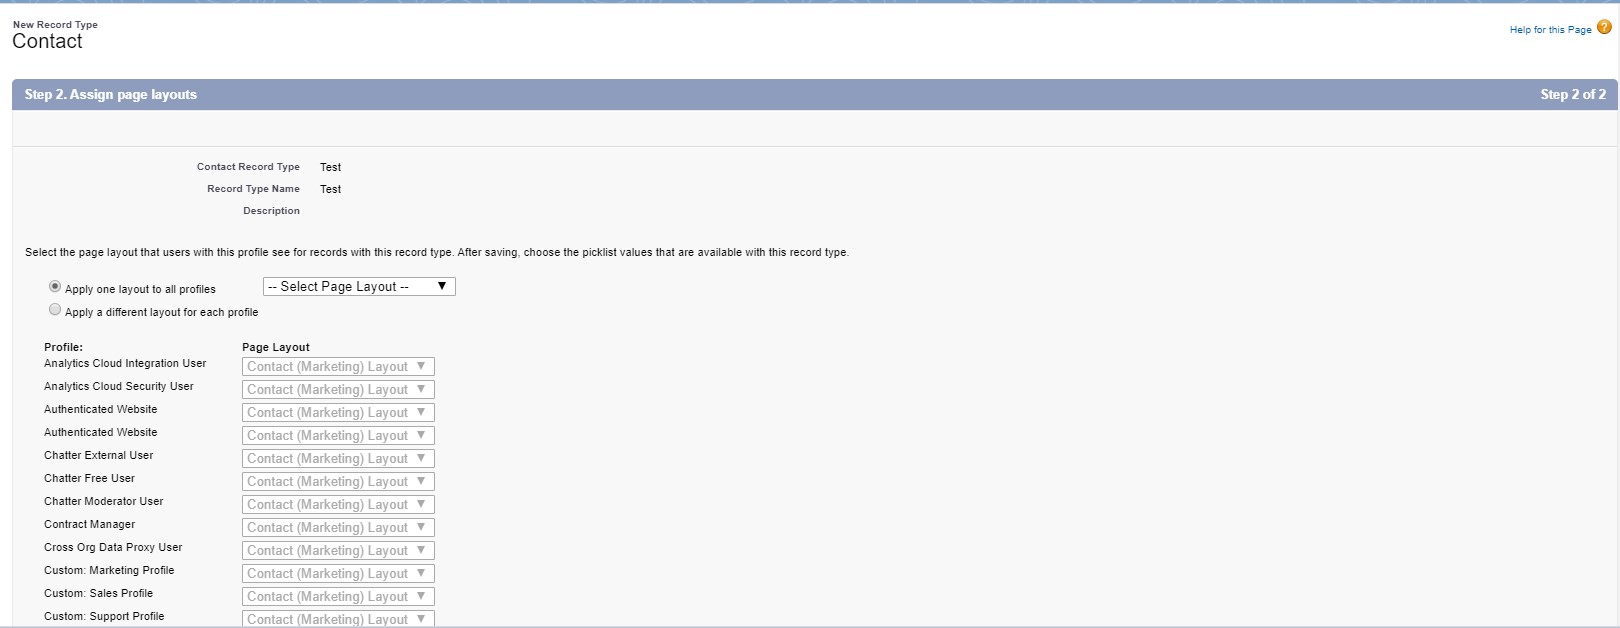 New Record Type
Contact
Help for this Page ?
Step 2. Assign page layouts Step 2 of 2
Contact Record Type Test
Record Type Name Test
Description
Select the page layout that users with this profile see for records with this record type. After saving, choose the picklist values that are available with this record type.
Apply one layout to all profiles -- Select Page Layout --
Apply a different layout for each profile
Profile: Page Layout
Analytics Cloud Integration User Contact (Marketing) Layout
Analytics Cloud Security User Contact (Marketing) Layout
Authenticated Website Contact (Marketing) Layout
Authenticated Website Contact (Marketing) Layout
Chatter External User Contact (Marketing) Layout
Chatter Free User Contact (Marketing) Layout
Chatter Moderator User Contact (Marketing) Layout
Contract Manager Contact (Marketing) Layout
Cross Org Data Proxy User Contact (Marketing) Layout
Custom: Marketing Profile Contact (Marketing) Layout
Custom: Sales Profile Contact (Marketing) Layout
Custom: Support Profile Contact (Marketing) Layout